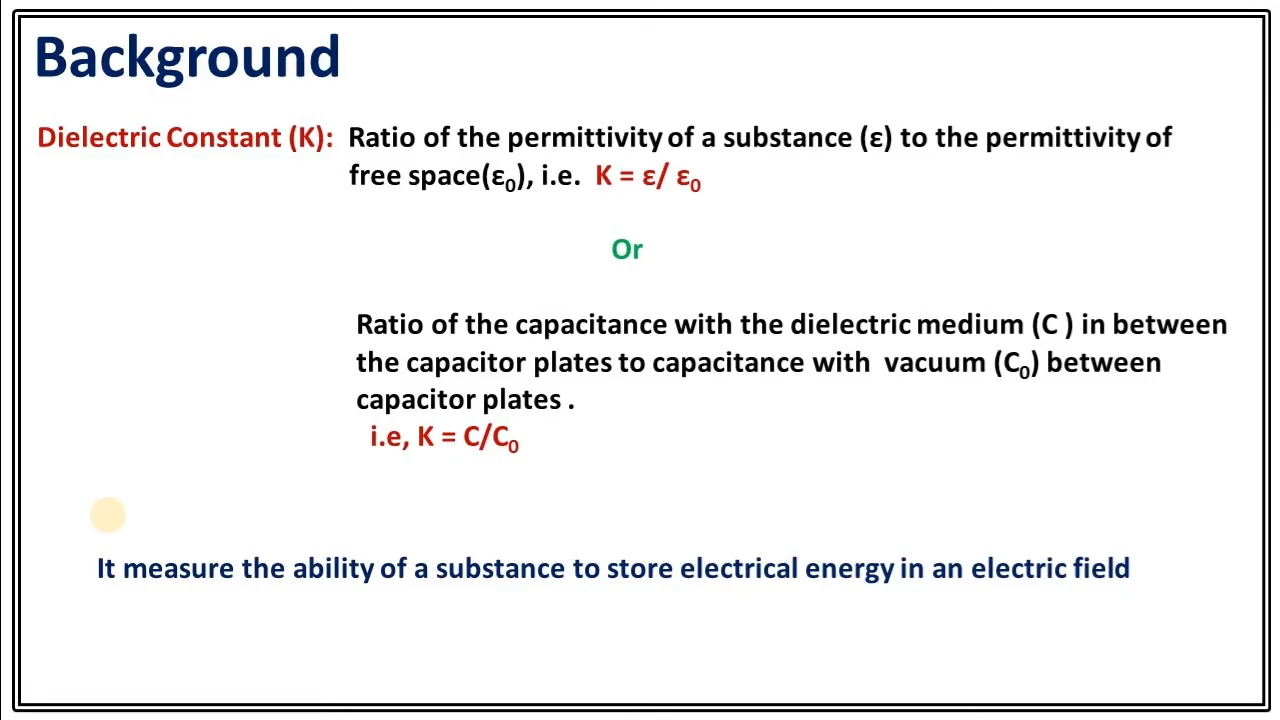 Background
Dielectric Constant (K): Ratio of the permittivity of a substance (ε) to the permittivity of
free space(ε₀), i.e. K = ε/ ε₀
Or
Ratio of the capacitance with the dielectric medium (C ) in between
the capacitor plates to capacitance with vacuum (C₀) between
capacitor plates .
i.e, K = C/C₀
It measure the ability of a substance to store electrical energy in an electric field